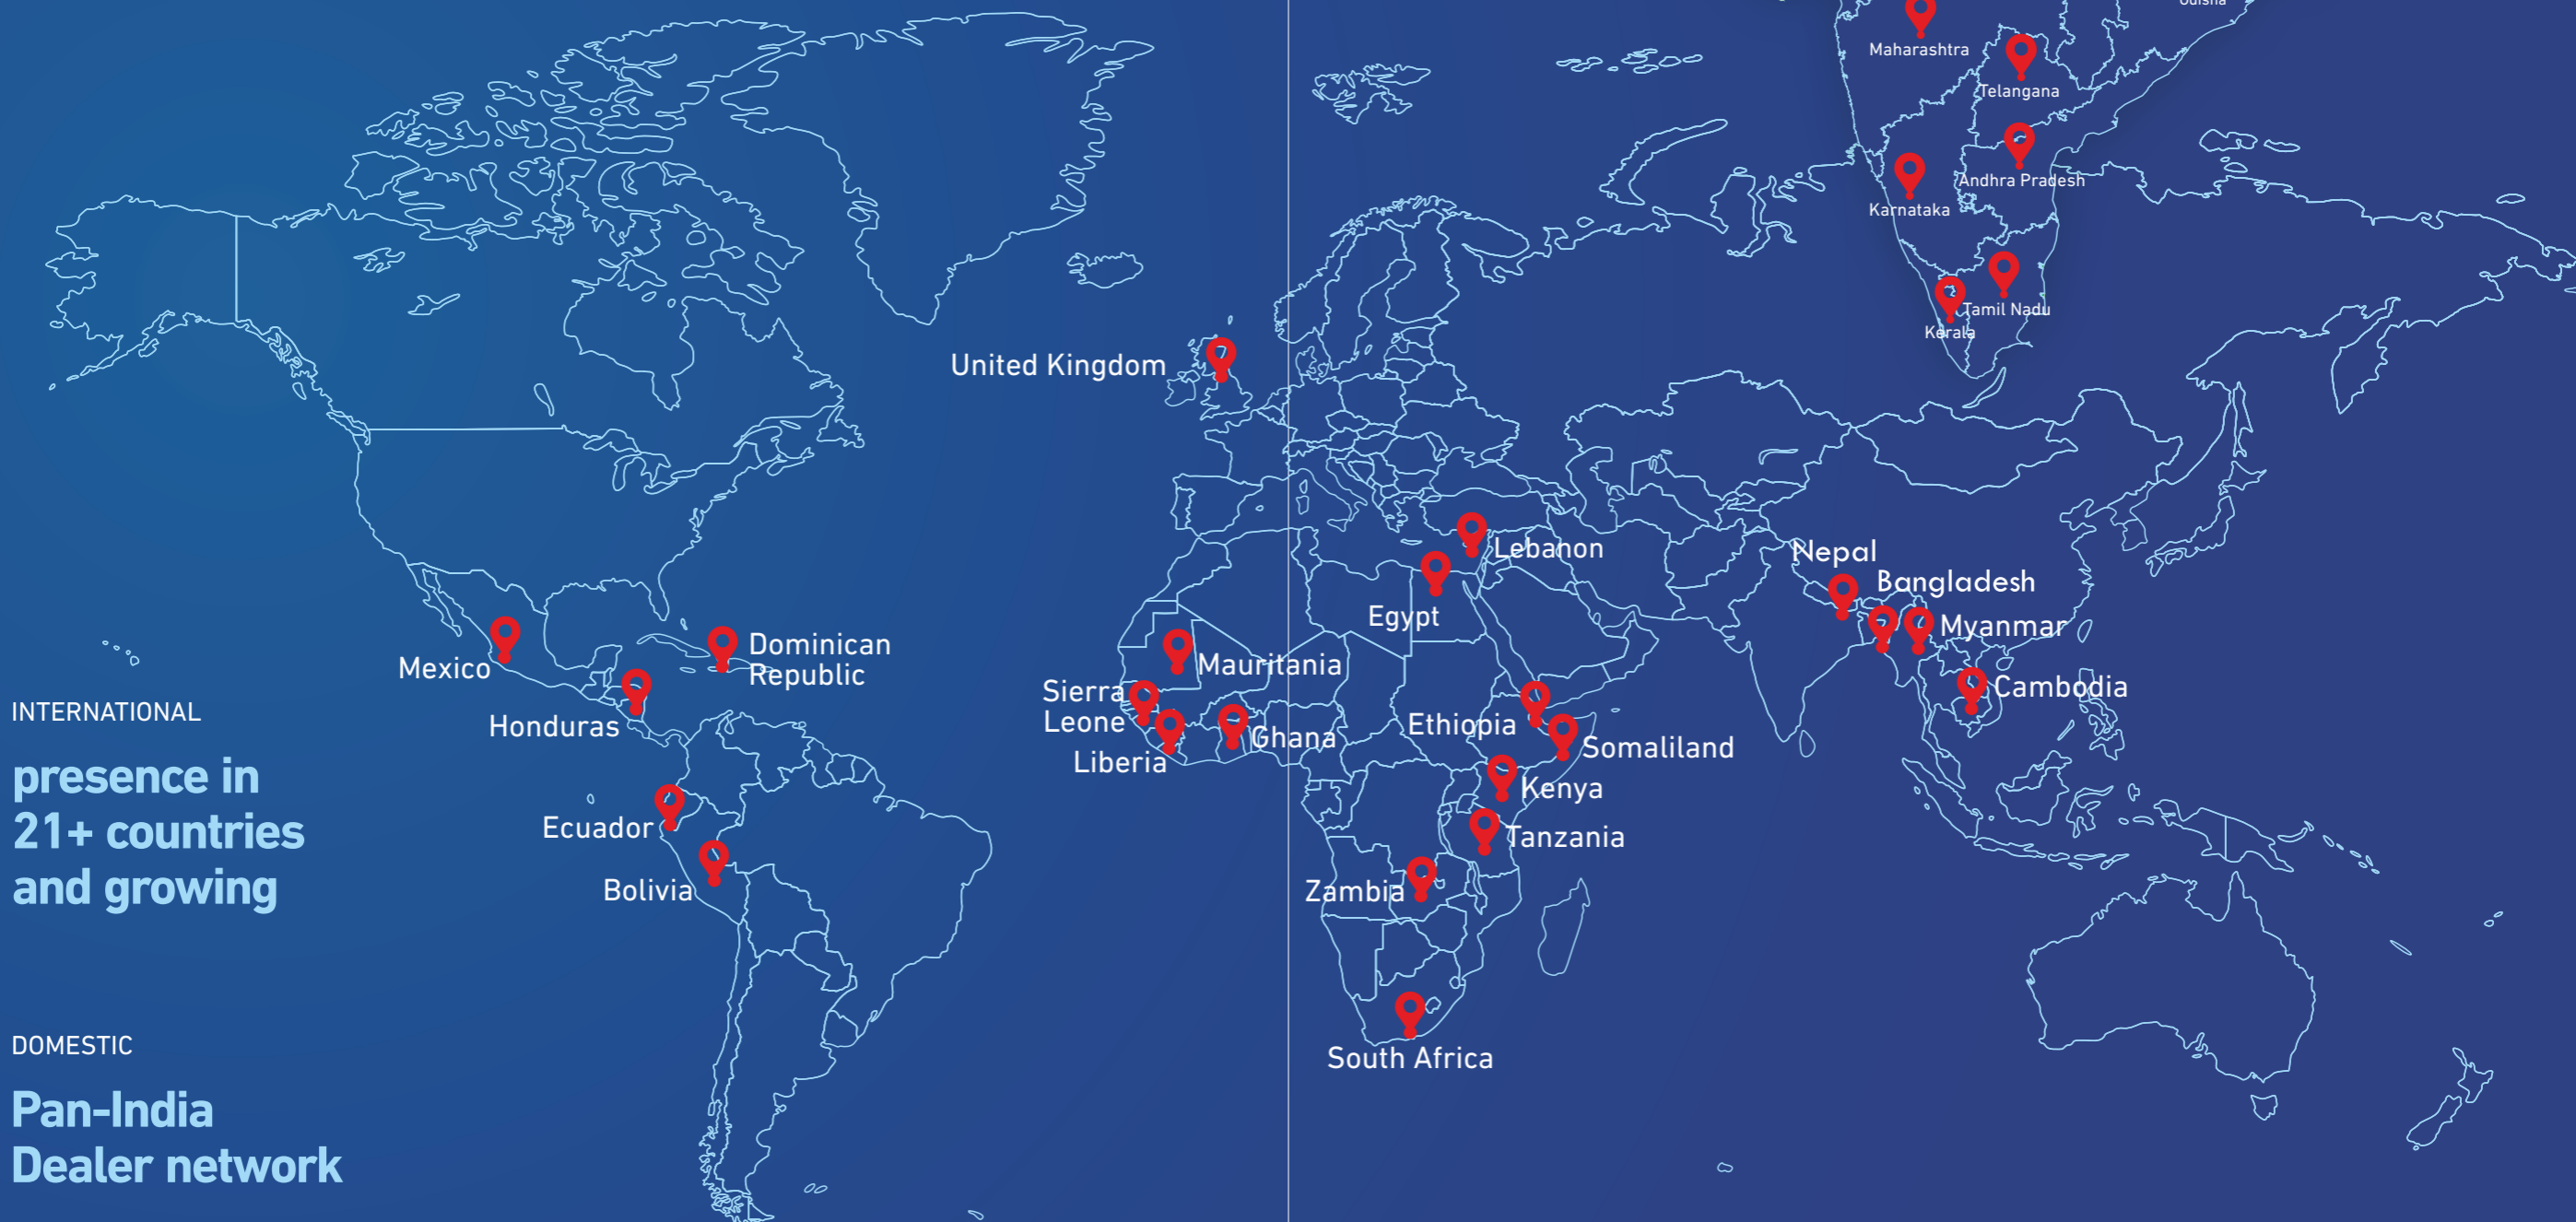 Odisha
Maharashtra
Telangana
Andhra Pradesh
Karnataka
Tamil Nadu
Kerala
United Kingdom
Lebanon
Nepal
Egypt
Bangladesh
Myanmar
Mexico
Dominican
Republic
Mauritania
Cambodia
Honduras
Sierra
Leone
Liberia
Ghana
Ethiopia
Somaliland
Kenya
Ecuador
Tanzania
Bolivia
Zambia
South Africa
INTERNATIONAL
presence in
21+ countries
and growing
DOMESTIC
Pan-India
Dealer network